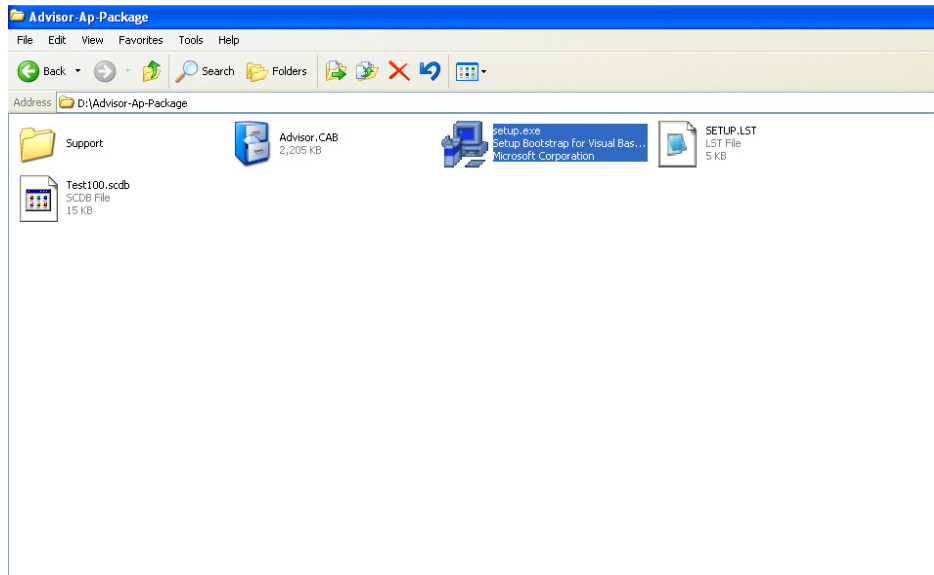 Advisor-Ap-Package
File Edit View Favorites Tools Help
Back Search Folders
Address D:\Advisor-Ap-Package
Support
Advisor.CAB
2,205 KB
setup.exe
Setup Bootstrap for Visual Bas...
Microsoft Corporation
SETUP.LST
LST File
5 KB
Test100.scdb
SCDB File
15 KB